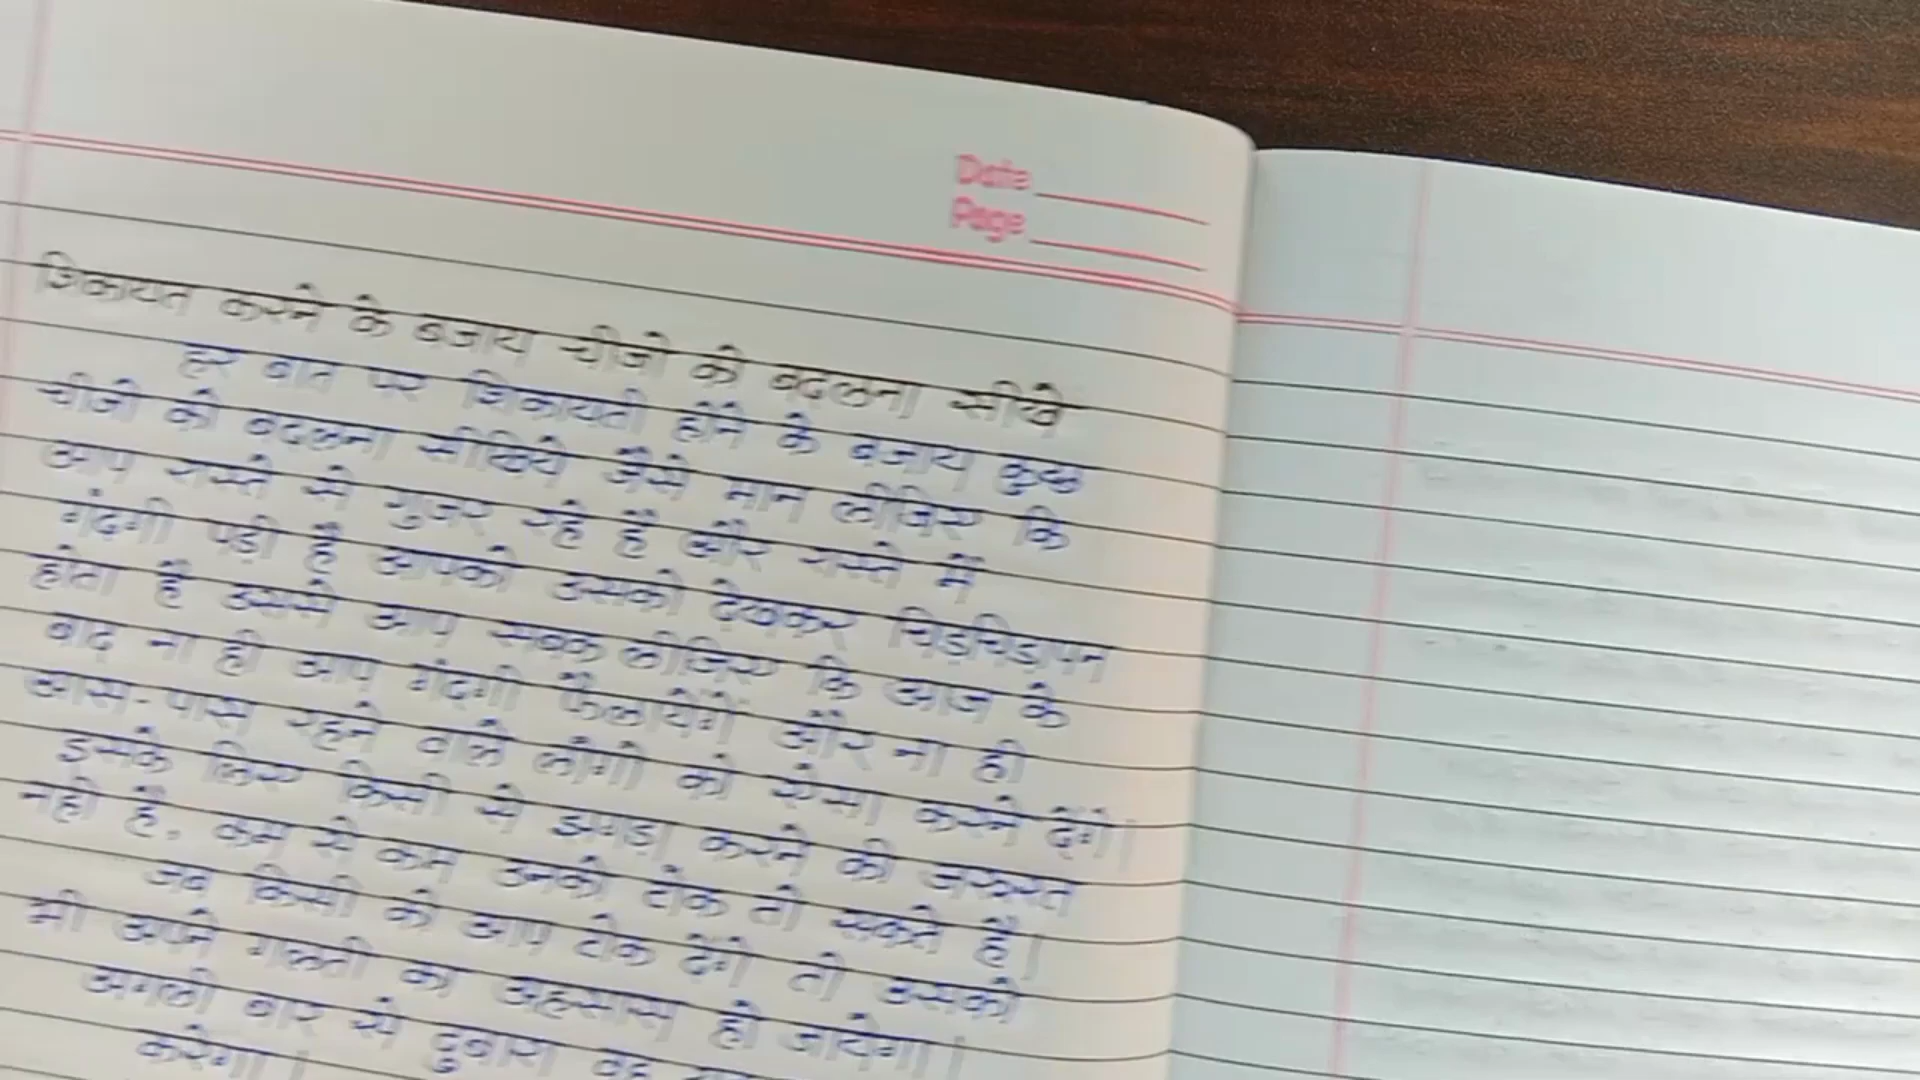 Date
Page
शिकायत करने के बजाय चीजो को बदलना सीखे
हर बात पर शिकायती होने के बजाय कुछ
चीजो को बदलना सीखिये जैसे मान लीजिए कि
आप रास्ते से गुजर रहे हैं और रास्ते में
गंदगी पड़ी है आपको उसको देखकर चिड़चिड़ापन
होता है उससे आप सबक लीजिए कि आज के
बाद ना ही आप गंदगी फैलायेंगें और ना ही
आस-पास रहने वाले लोंगो को ऐसा करने देंगे।
इसके लिए किसी से झगड़ा करने की जरूरत
नही है, कम से कम उनको टोक तो सकते है।
जब किसी को आप टोक देंगे तो उसको
भी अपने गलती का अहसास हो जायेगा।
अगली बार से दुबारा वह
करेगा।